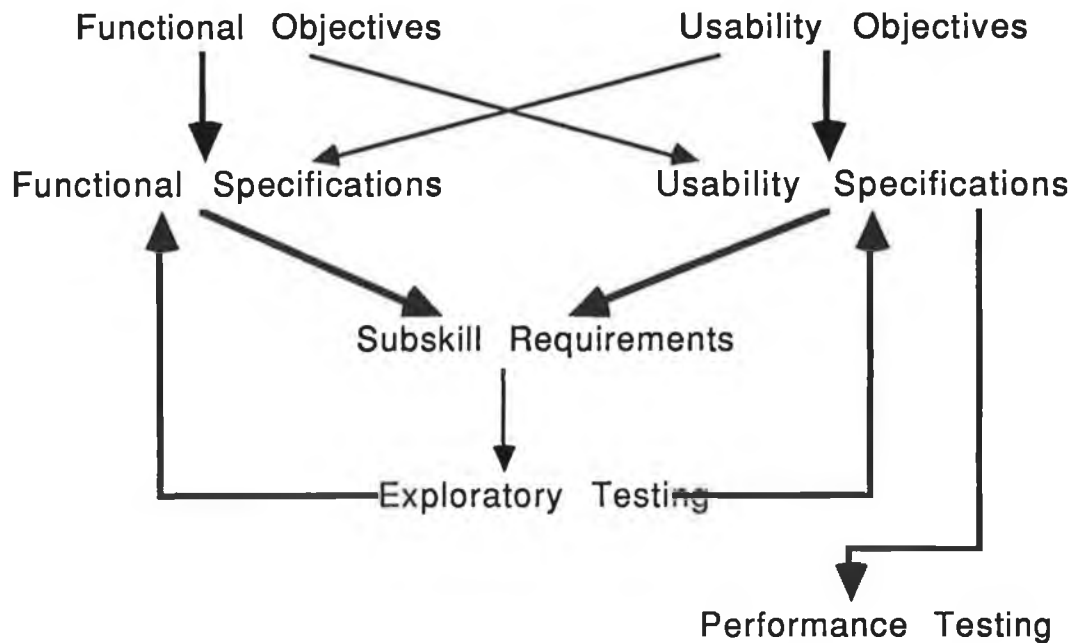 Functional Objectives
Usability Objectives
Functional Specifications
Usability Specifications
Subskill Requirements
Exploratory Testing
Performance Testing